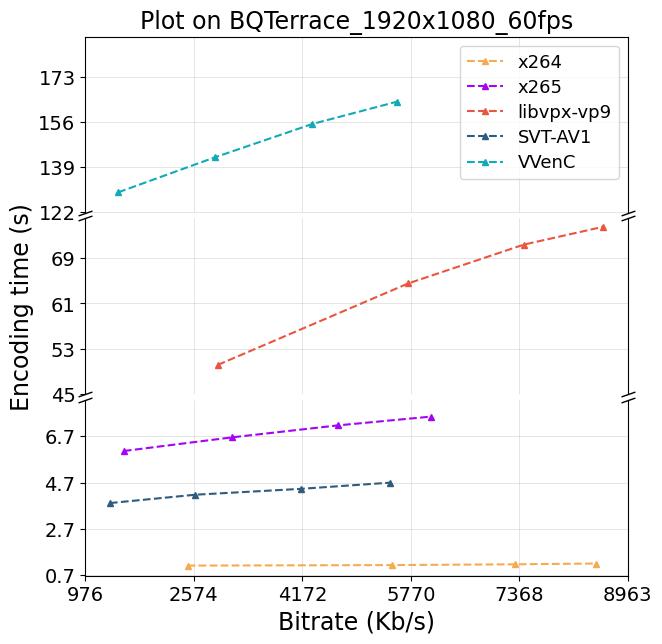 Plot on BQTerrace_1920x1080_60fps
x264
x265
libvpx-vp9
SVT-AV1
VVenC
173
156
139
122
69
61
53
45
6.7
4.7
2.7
0.7
Encoding time (s)
976 2574 4172 5770 7368 8963
Bitrate (Kb/s)